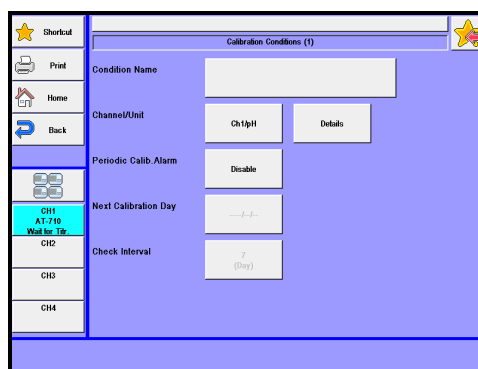 Shortcut
Calibration Conditions (1)
Print
Condition Name
Home
Channel/Unit
Ch1/pH
Details
Back
Periodic Calib.Alarm
Disable
CH1
AT-710
Wait for Titr.
Next Calibration Day
----/--/--
CH2
Check Interval
7
(Day)
CH3
CH4